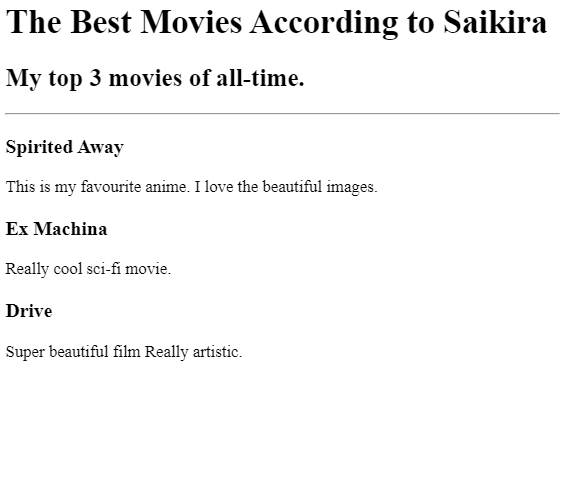 The Best Movies According to Saikira
My top 3 movies of all-time.
Spirited Away
This is my favourite anime. I love the beautiful images.
Ex Machina
Really cool sci-fi movie.
Drive
Super beautiful film Really artistic.